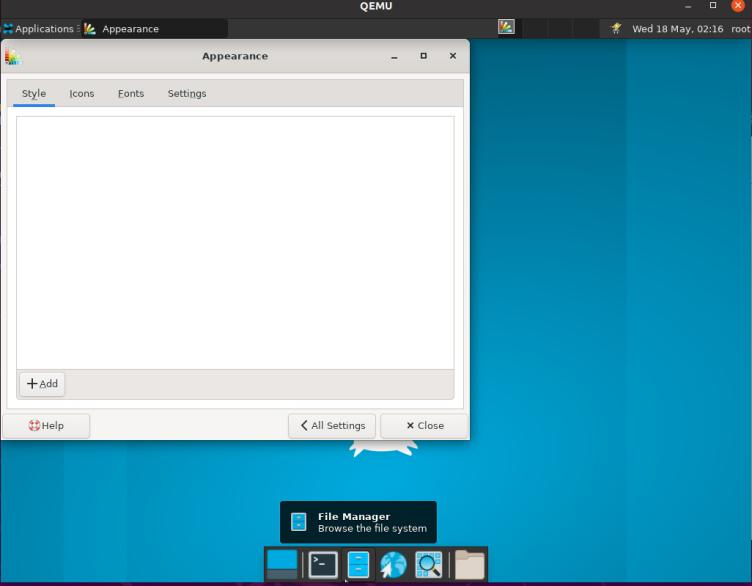 QEMU
Applications Appearance Wed 18 May, 02:16 root
Appearance
Style Icons Fonts Settings
Add
Help All Settings Close
File Manager
Browse the file system